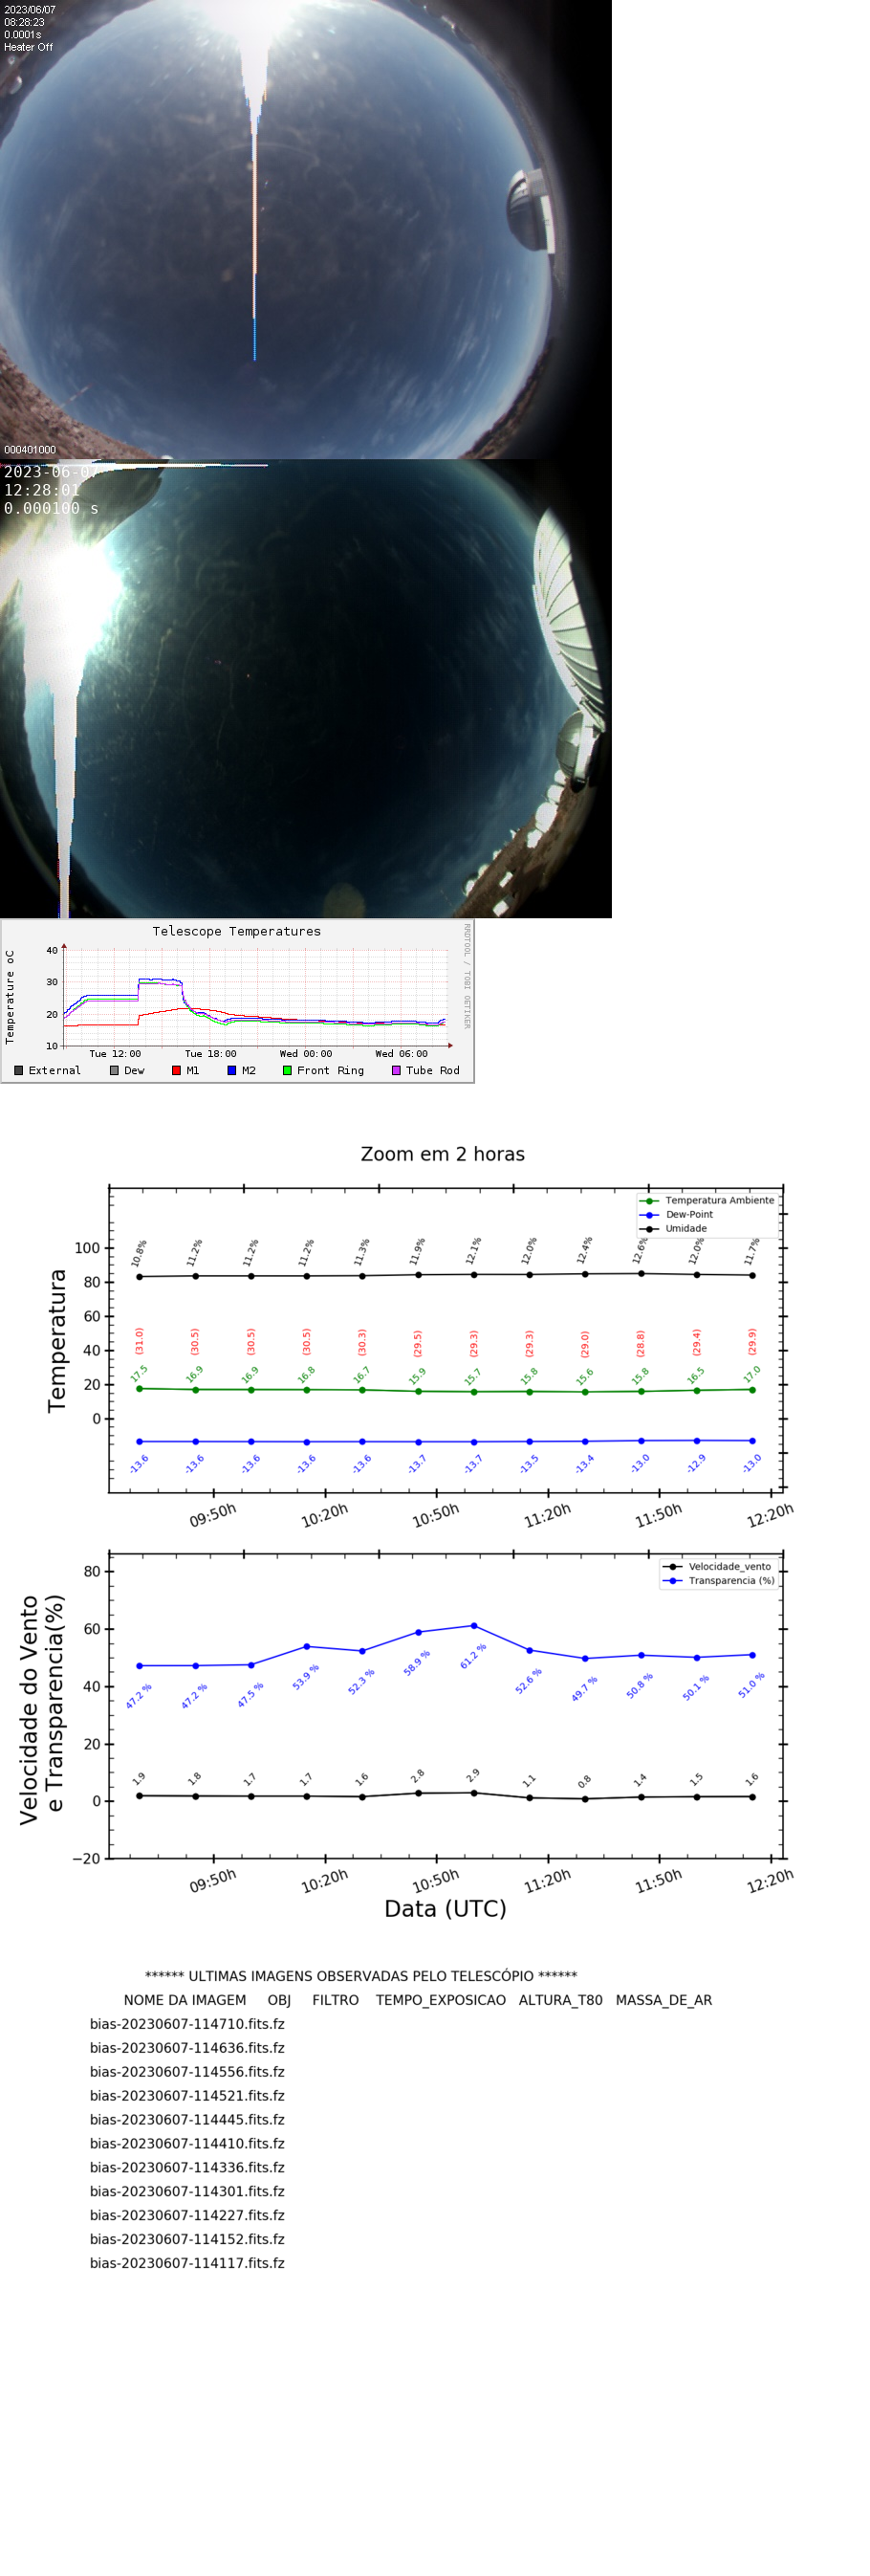 2023/06/07
08:28:23
0.0001s
Heater Off
000401000
2023-06-07
12:28:01
0.000100 s
Telescope Temperatures
Temperature oC
RRDTOOL / TOBI OETIKER
40
30
20
10
Tue 12:00 Tue 18:00 Wed 00:00 Wed 06:00
External Dew M1 M2 Front Ring Tube Rod
Zoom em 2 horas
Temperatura
Temperatura Ambiente
Dew-Point
Umidade
100
80
60
40
20
0
10.8% 11.2% 11.2% 11.2% 11.3% 11.9% 12.1% 12.0% 12.4% 12.6% 12.0% 11.7%
(31.0) (30.5) (30.5) (30.5) (30.3) (29.5) (29.3) (29.3) (29.0) (28.8) (29.4) (29.9)
17.5 16.9 16.9 16.8 16.7 15.9 15.7 15.8 15.6 15.8 16.5 17.0
-13.6 -13.6 -13.6 -13.6 -13.6 -13.7 -13.7 -13.5 -13.4 -13.0 -12.9 -13.0
09:50h 10:20h 10:50h 11:20h 11:50h 12:20h
Velocidade do Vento
e Transparencia(%)
Velocidade_vento
Transparencia (%)
80
60
40
20
0
−20
47.2 % 47.2 % 47.5 % 53.9 % 52.3 % 58.9 % 61.2 % 52.6 % 49.7 % 50.8 % 50.1 % 51.0 %
1.9 1.8 1.7 1.7 1.6 2.8 2.9 1.1 0.8 1.4 1.5 1.6
09:50h 10:20h 10:50h 11:20h 11:50h 12:20h
Data (UTC)
****** ULTIMAS IMAGENS OBSERVADAS PELO TELESCÓPIO ******
NOME DA IMAGEM OBJ FILTRO TEMPO_EXPOSICAO ALTURA_T80 MASSA_DE_AR
bias-20230607-114710.fits.fz
bias-20230607-114636.fits.fz
bias-20230607-114556.fits.fz
bias-20230607-114521.fits.fz
bias-20230607-114445.fits.fz
bias-20230607-114410.fits.fz
bias-20230607-114336.fits.fz
bias-20230607-114301.fits.fz
bias-20230607-114227.fits.fz
bias-20230607-114152.fits.fz
bias-20230607-114117.fits.fz